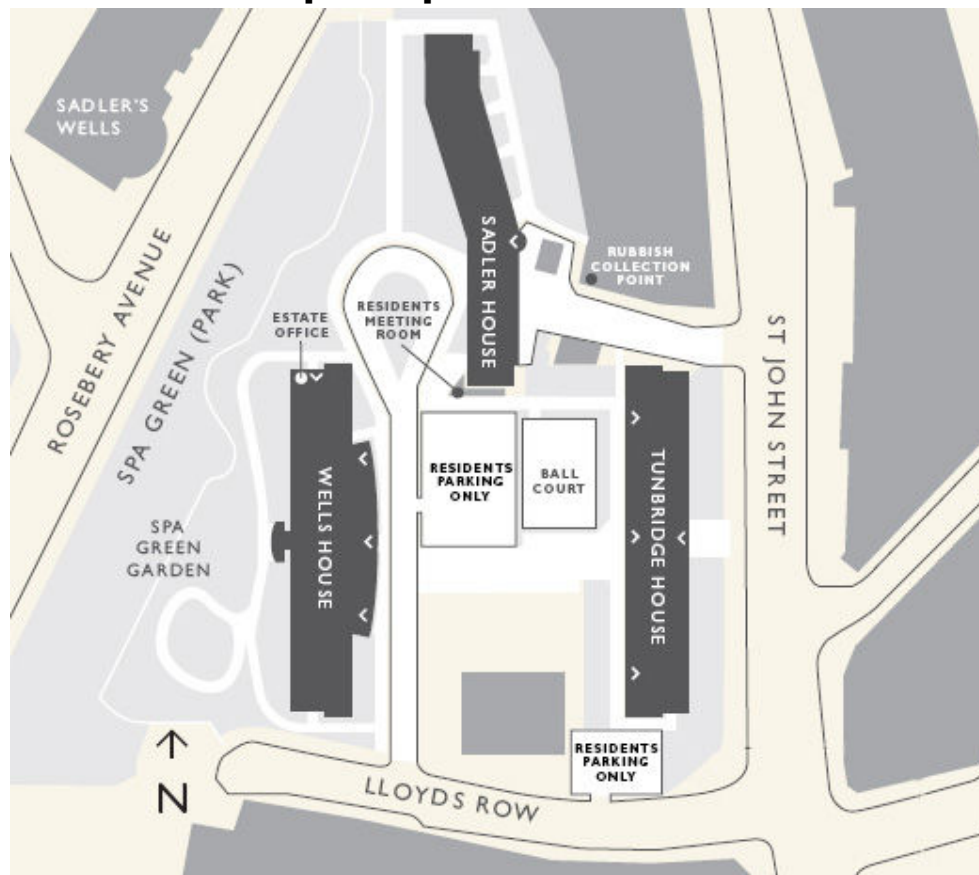 SADLER'S
WELLS
ROSEBERY AVENUE
SPA GREEN (PARK)
SADLER HOUSE
RUBBISH
COLLECTION
POINT
ESTATE
OFFICE
RESIDENTS
MEETING
ROOM
ST JOHN STREET
RESIDENTS
PARKING
ONLY
BALL
COURT
WELLS HOUSE
TUNBRIDGE HOUSE
SPA
GREEN
GARDEN
N
RESIDENTS
PARKING
ONLY
LLOYDS ROW